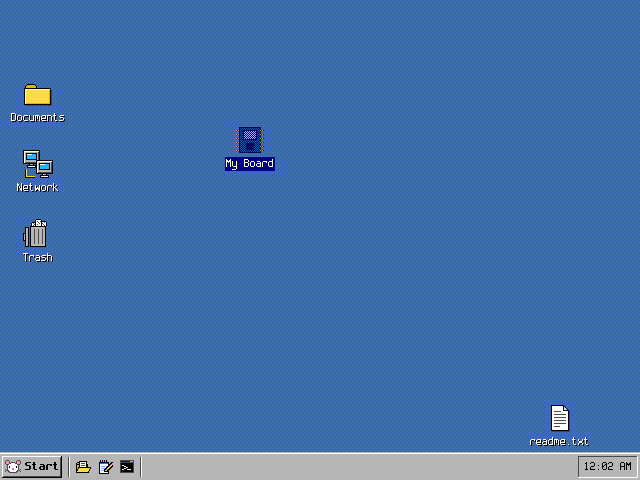 Documents
My Board
Network
Trash
readme.txt
Start
12:02 AM